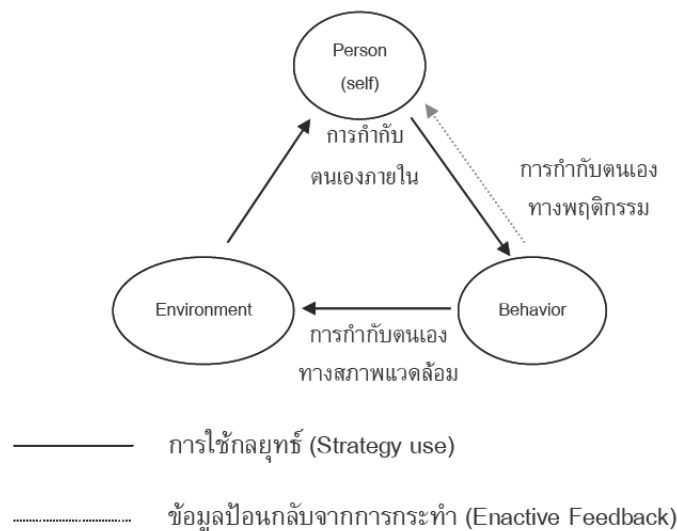 Person
(self)
การกำกับ
ตนเองภายใน
การกำกับตนเอง
ทางพฤติกรรม
Environment
Behavior
การกำกับตนเอง
ทางสภาพแวดล้อม
การใช้กลยุทธ์ (Strategy use)
ข้อมูลป้อนกลับจากการกระทำ (Enactive Feedback)